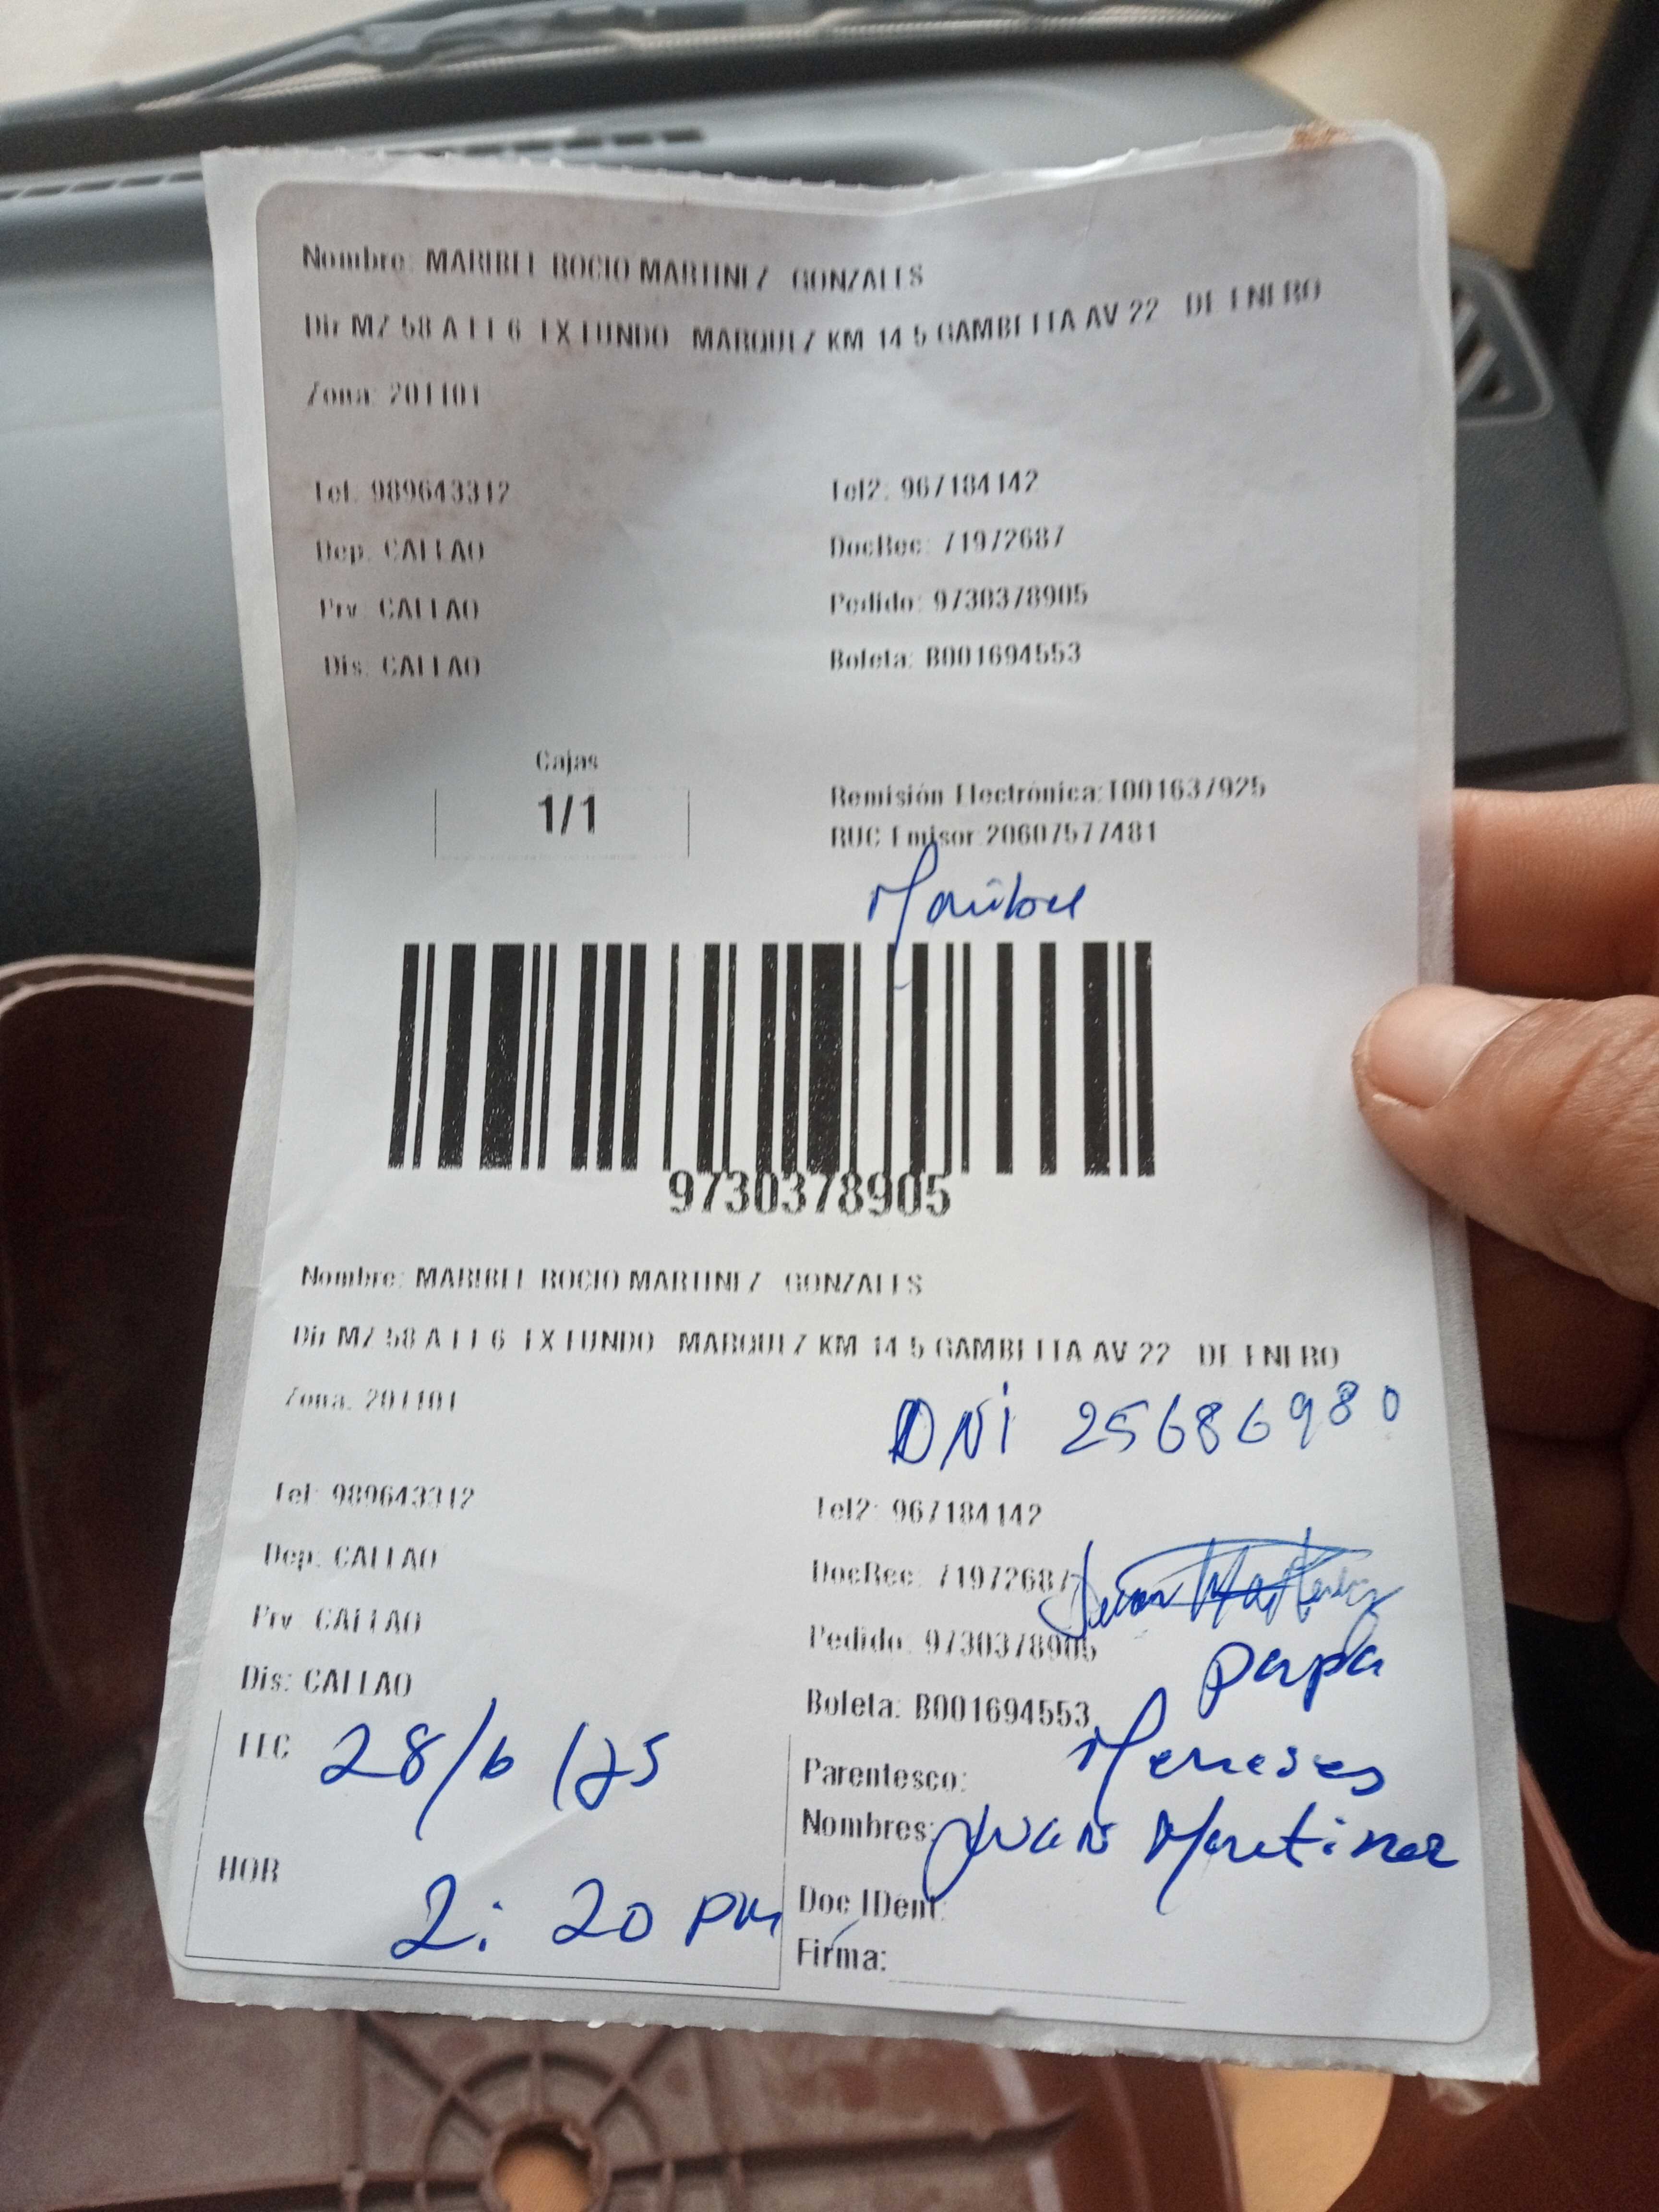 Nombre: MARIBEL ROCIO MARTINEZ GONZALES
Dir MZ 58 A LT 6 EX FUNDO MARQUEZ KM 14 5 GAMBETTA AV 22 DE ENERO
Zona: 201101
Tel: 989643312 Tel2: 967184142
Dep: CALLAO DocRec: 71972687
Prv: CALLAO Pedido: 9730378905
Dis: CALLAO Boleta: B001694553
Cajas
1/1
Remisión Electrónica:T001637925
RUC Emisor:20607577481
Maribel
9730378905
Nombre: MARIBEL ROCIO MARTINEZ GONZALES
Dir MZ 58 A LT 6 EX FUNDO MARQUEZ KM 14 5 GAMBETTA AV 22 DE ENERO
Zona: 201101
DNI 25686980
Tel: 989643312 Tel2: 967184142
Dep: CALLAO DocRec: 71972687
Juan Martinez
Prv: CALLAO Pedido: 9730378905
papa
Dis: CALLAO Boleta: B001694553
FEC 28/6/25
Parentesco: Meneses
Nombres: Juan Martinez
HOR 2:20 PM
Doc IDent:
Firma: